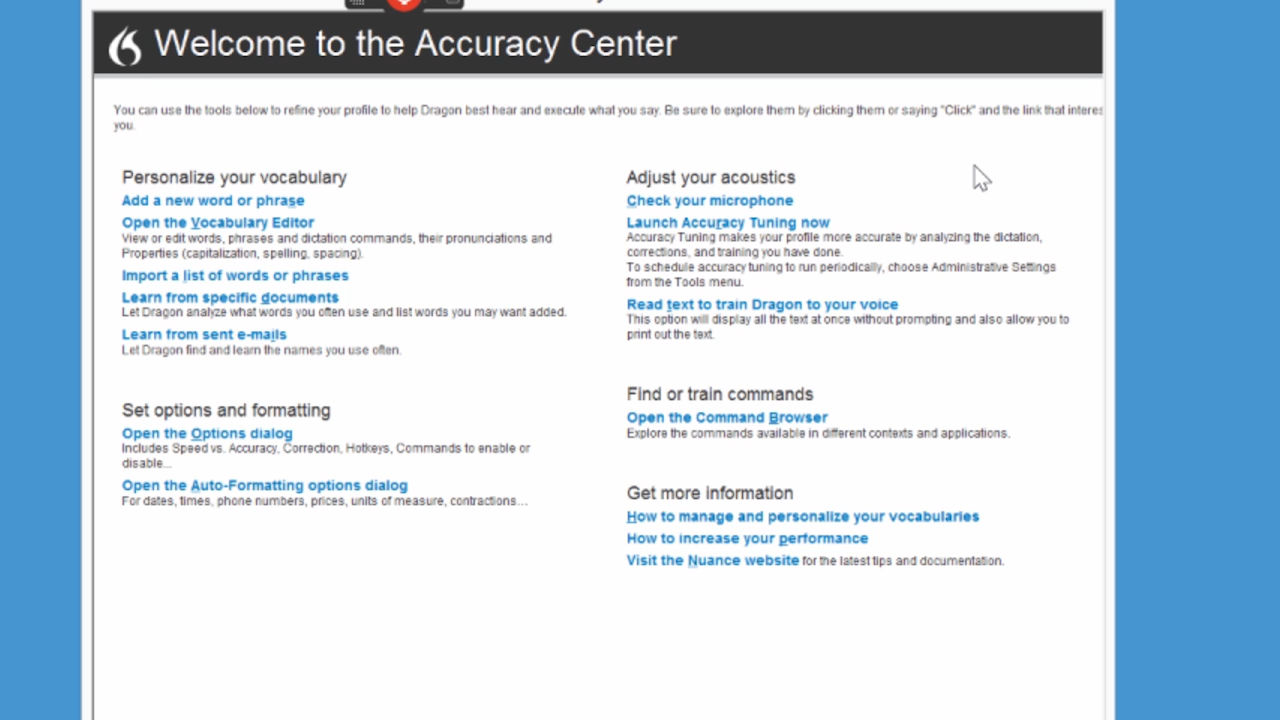 Welcome to the Accuracy Center
You can use the tools below to refine your profile to help Dragon best hear and execute what you say. Be sure to explore them by clicking them or saying "Click" and the link that interes
you.
Personalize your vocabulary
Add a new word or phrase
Open the Vocabulary Editor
View or edit words, phrases and dictation commands, their pronunciations and
Properties (capitalization, spelling, spacing).
Import a list of words or phrases
Learn from specific documents
Let Dragon analyze what words you often use and list words you may want added.
Learn from sent e-mails
Let Dragon find and learn the names you use often.
Set options and formatting
Open the Options dialog
Includes Speed vs. Accuracy, Correction, Hotkeys, Commands to enable or
disable...
Open the Auto-Formatting options dialog
For dates, times, phone numbers, prices, units of measure, contractions...
Adjust your acoustics
Check your microphone
Launch Accuracy Tuning now
Accuracy Tuning makes your profile more accurate by analyzing the dictation,
corrections, and training you have done.
To schedule accuracy tuning to run periodically, choose Administrative Settings
from the Tools menu.
Read text to train Dragon to your voice
This option will display all the text at once without prompting and also allow you to
print out the text.
Find or train commands
Open the Command Browser
Explore the commands available in different contexts and applications.
Get more information
How to manage and personalize your vocabularies
How to increase your performance
Visit the Nuance website for the latest tips and documentation.